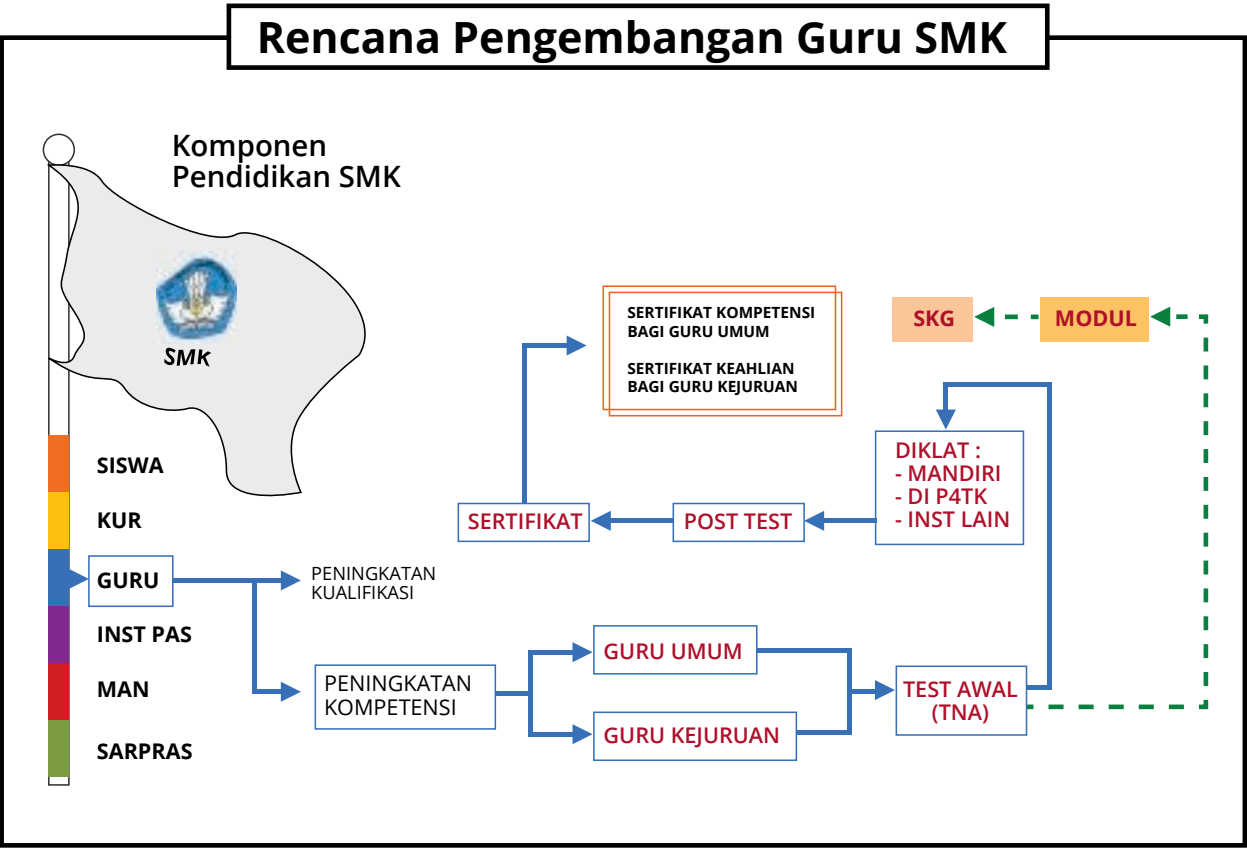 Rencana Pengembangan Guru SMK
Komponen
Pendidikan SMK
SMK
SISWA
KUR
GURU
INST PAS
MAN
SARPRAS
PENINGKATAN
KUALIFIKASI
PENINGKATAN
KOMPETENSI
GURU UMUM
GURU KEJURUAN
TEST AWAL
(TNA)
DIKLAT :
- MANDIRI
- DI P4TK
- INST LAIN
POST TEST
SERTIFIKAT
SERTIFIKAT KOMPETENSI
BAGI GURU UMUM
SERTIFIKAT KEAHLIAN
BAGI GURU KEJURUAN
SKG
MODUL